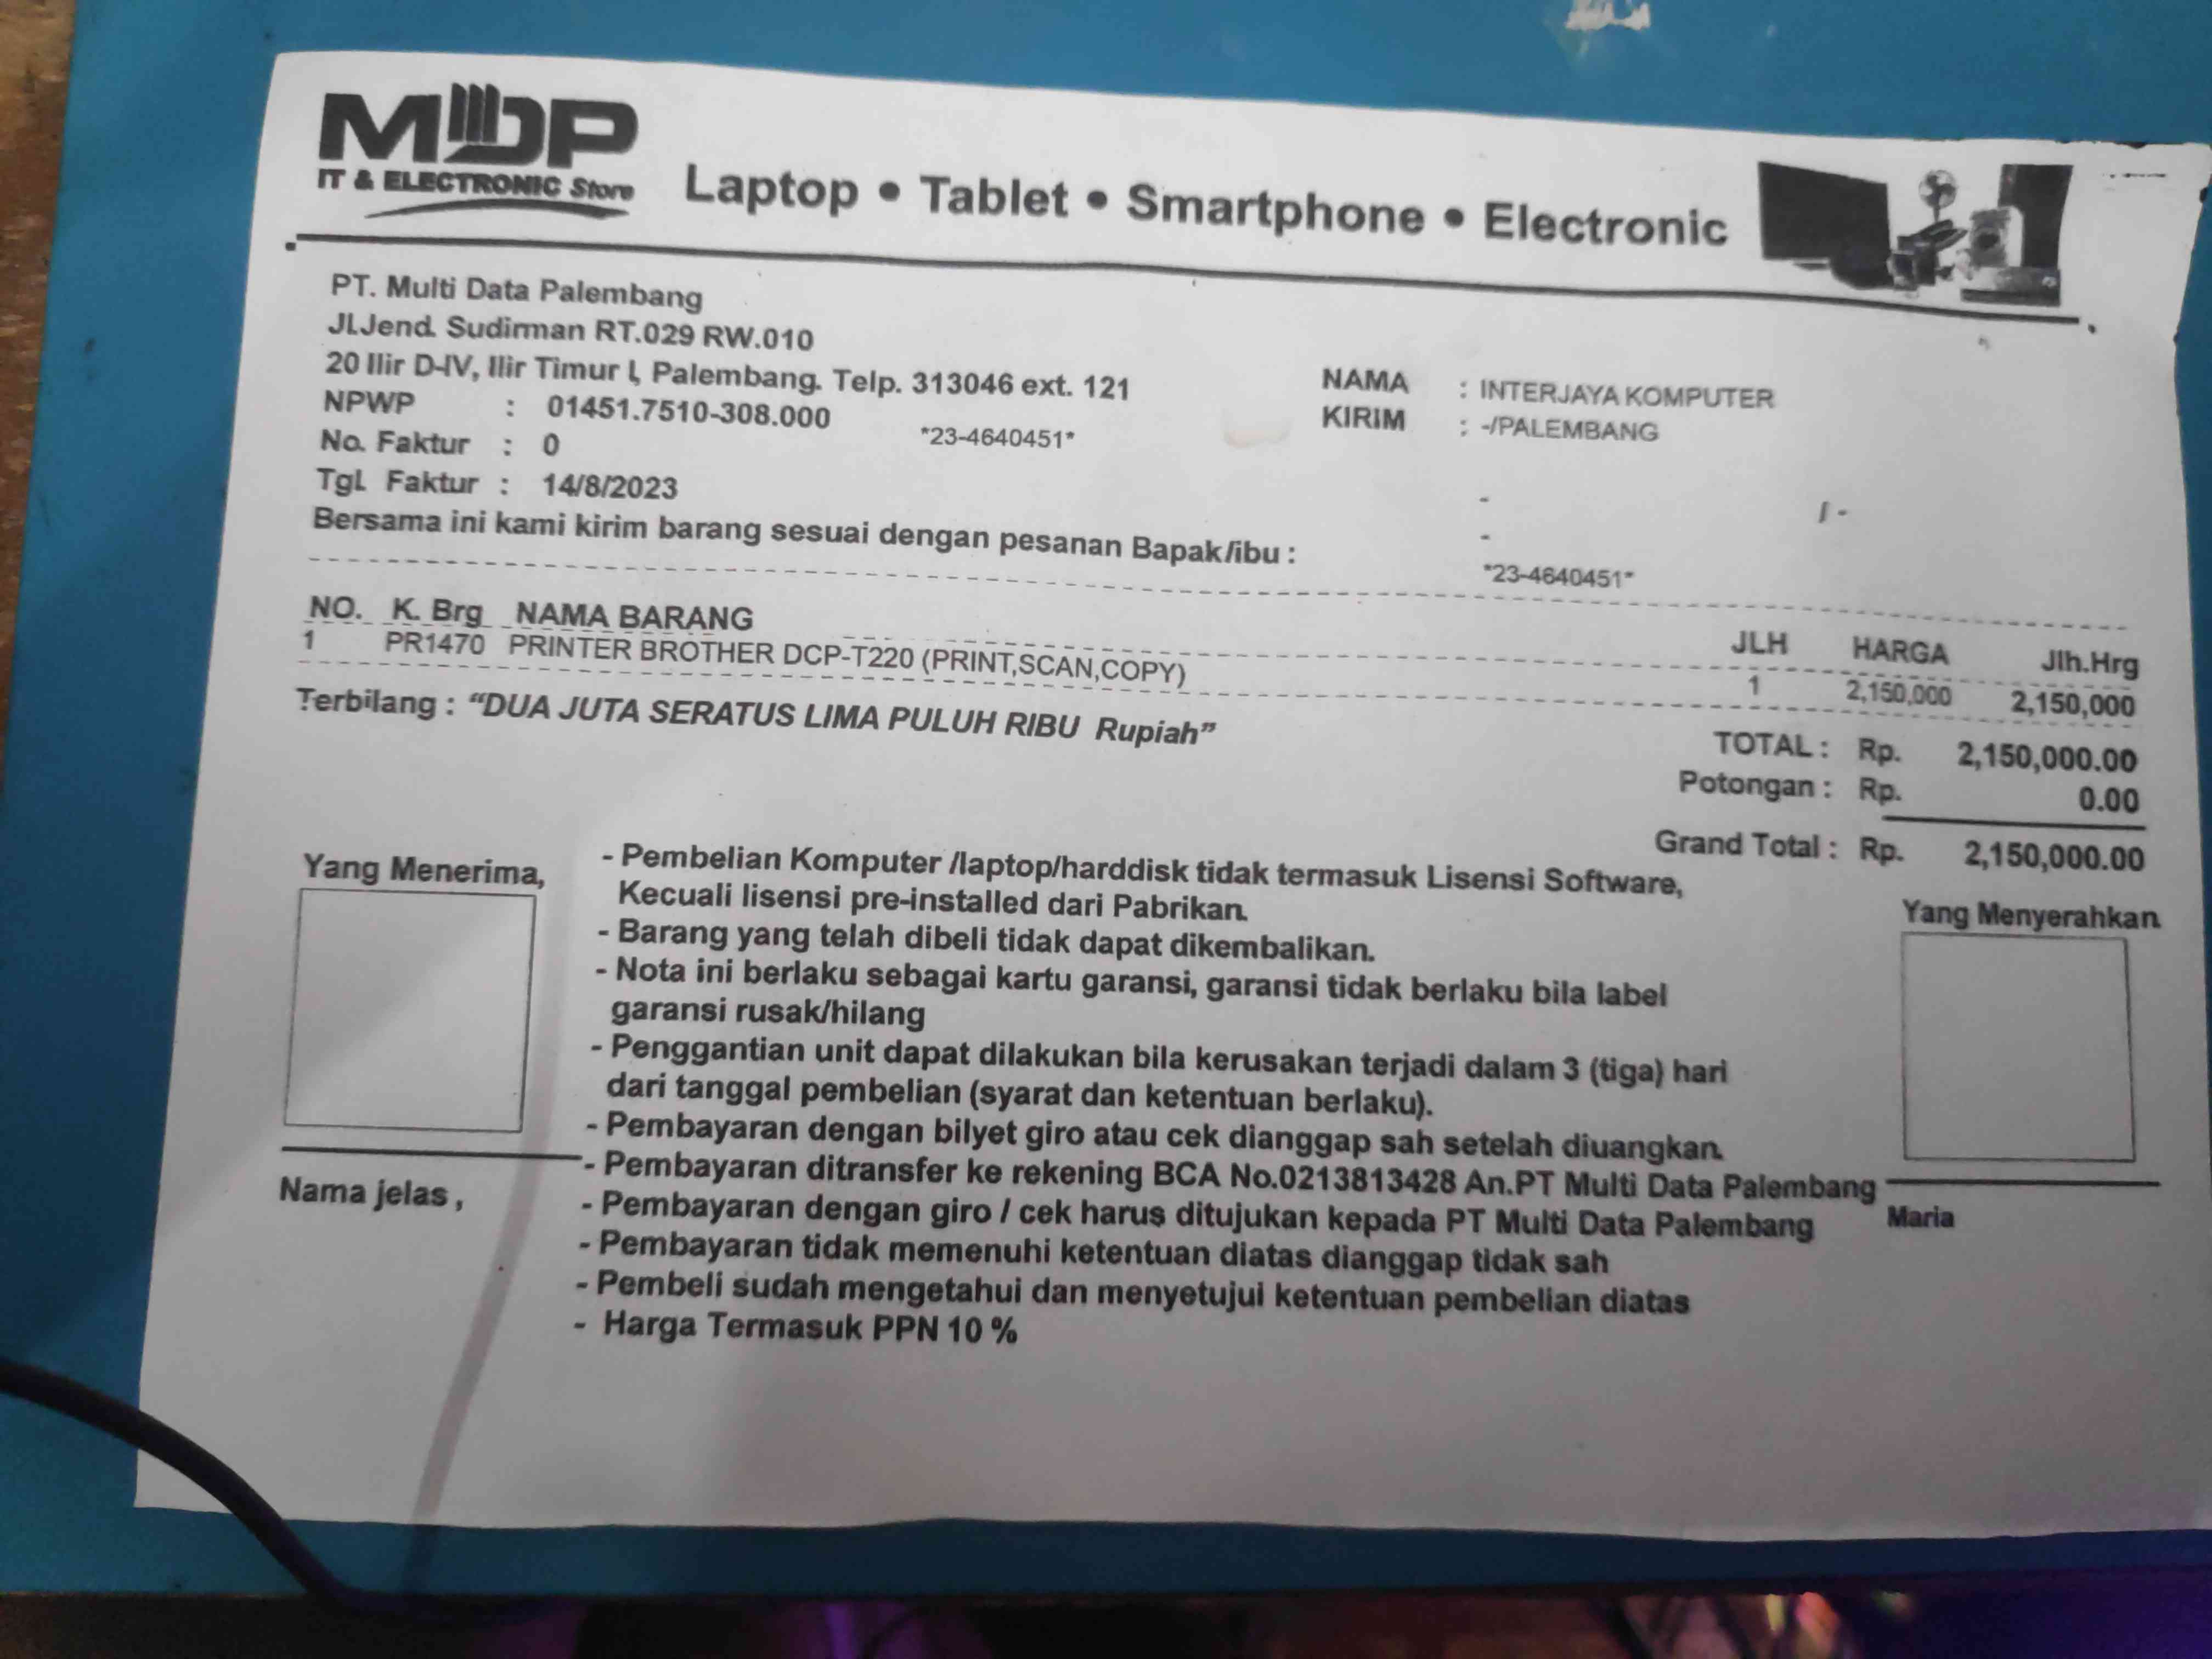 MDP
IT & ELECTRONIC Store
Laptop • Tablet • Smartphone • Electronic
PT. Multi Data Palembang
Jl.Jend. Sudirman RT.029 RW.010
20 Ilir D-IV, Ilir Timur I, Palembang. Telp. 313046 ext. 121
NPWP : 01451.7510-308.000
No. Faktur : 0 *23-4640451*
Tgl. Faktur : 14/8/2023
NAMA : INTERJAYA KOMPUTER
KIRIM : -/PALEMBANG
-
/ -
-
*23-4640451*
Bersama ini kami kirim barang sesuai dengan pesanan Bapak/ibu :
NO. K. Brg NAMA BARANG JLH HARGA Jlh.Hrg
1 PR1470 PRINTER BROTHER DCP-T220 (PRINT,SCAN,COPY) 1 2,150,000 2,150,000
Terbilang : “DUA JUTA SERATUS LIMA PULUH RIBU Rupiah”
TOTAL : Rp. 2,150,000.00
Potongan : Rp. 0.00
Grand Total : Rp. 2,150,000.00
Yang Menerima,
Nama jelas ,
- Pembelian Komputer /laptop/harddisk tidak termasuk Lisensi Software,
Kecuali lisensi pre-installed dari Pabrikan.
- Barang yang telah dibeli tidak dapat dikembalikan.
- Nota ini berlaku sebagai kartu garansi, garansi tidak berlaku bila label
garansi rusak/hilang
- Penggantian unit dapat dilakukan bila kerusakan terjadi dalam 3 (tiga) hari
dari tanggal pembelian (syarat dan ketentuan berlaku).
- Pembayaran dengan bilyet giro atau cek dianggap sah setelah diuangkan.
- Pembayaran ditransfer ke rekening BCA No.0213813428 An.PT Multi Data Palembang
- Pembayaran dengan giro / cek harus ditujukan kepada PT Multi Data Palembang
- Pembayaran tidak memenuhi ketentuan diatas dianggap tidak sah
- Pembeli sudah mengetahui dan menyetujui ketentuan pembelian diatas
- Harga Termasuk PPN 10 %
Yang Menyerahkan
Maria